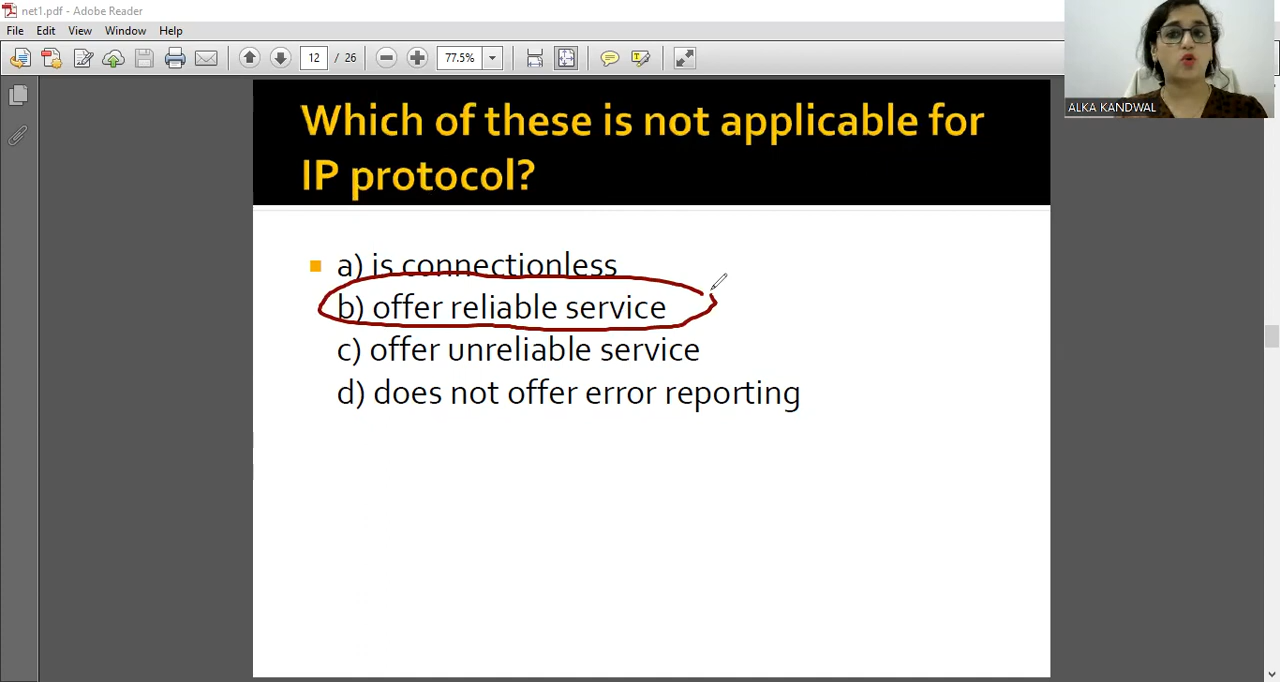 net1.pdf - Adobe Reader
File Edit View Window Help
12 / 26 77.5%
ALKA KANDWAL
Which of these is not applicable for
IP protocol?
a) is connectionless
b) offer reliable service
c) offer unreliable service
d) does not offer error reporting